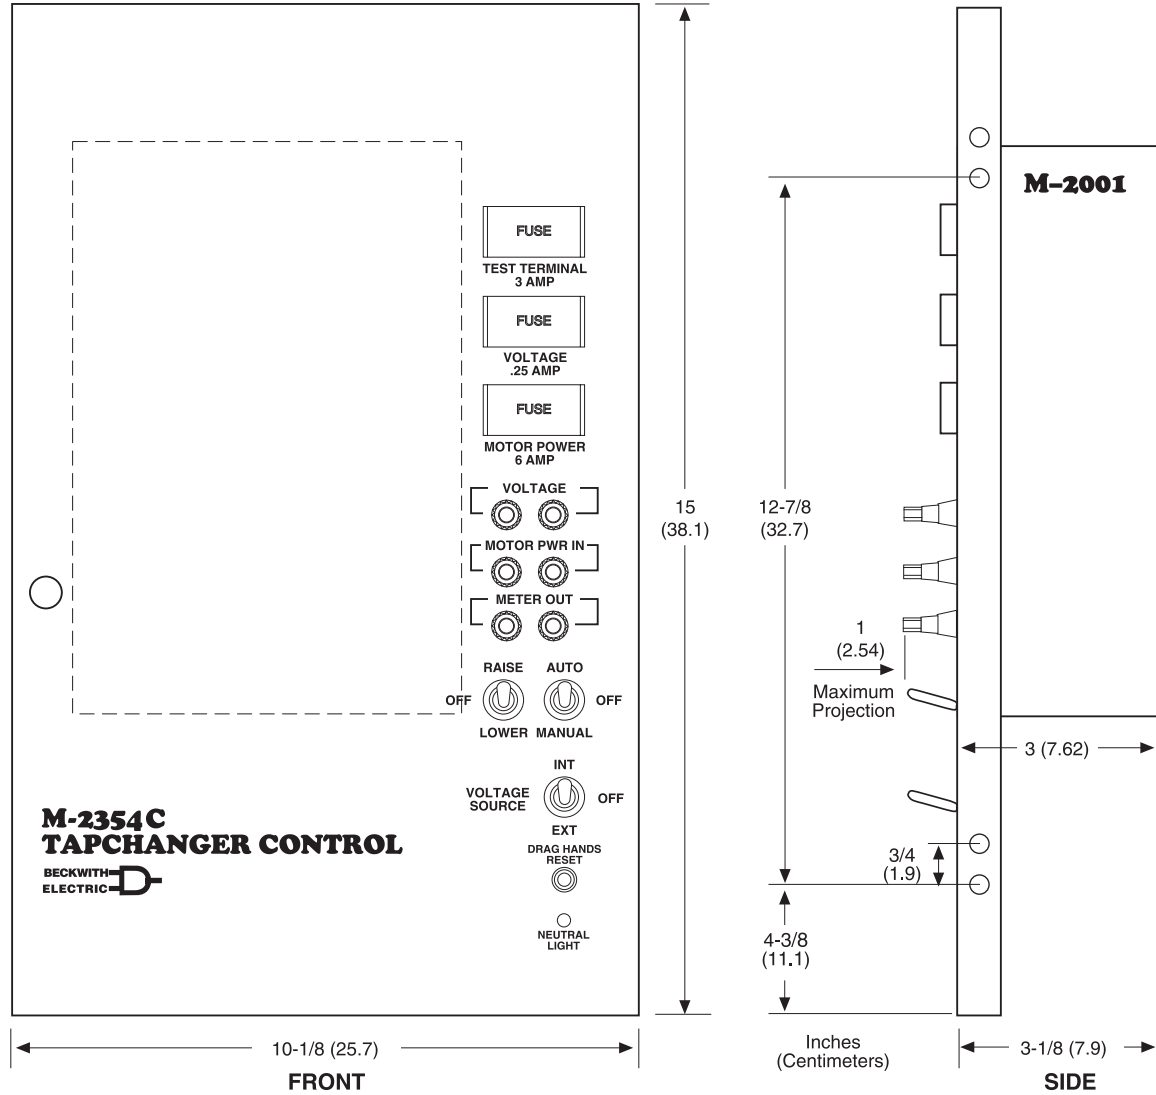 FUSE
TEST TERMINAL
3 AMP
FUSE
VOLTAGE
.25 AMP
FUSE
MOTOR POWER
6 AMP
VOLTAGE
MOTOR PWR IN
METER OUT
RAISE AUTO
OFF OFF
LOWER MANUAL
INT
VOLTAGE
SOURCE
OFF
EXT
DRAG HANDS
RESET
NEUTRAL
LIGHT
M-2354C
TAPCHANGER CONTROL
BECKWITH
ELECTRIC
10-1/8 (25.7)
FRONT
15
(38.1)
12-7/8
(32.7)
M-2001
1
(2.54)
Maximum
Projection
3 (7.62)
3/4
(1.9)
4-3/8
(11.1)
Inches
(Centimeters)
3-1/8 (7.9)
SIDE